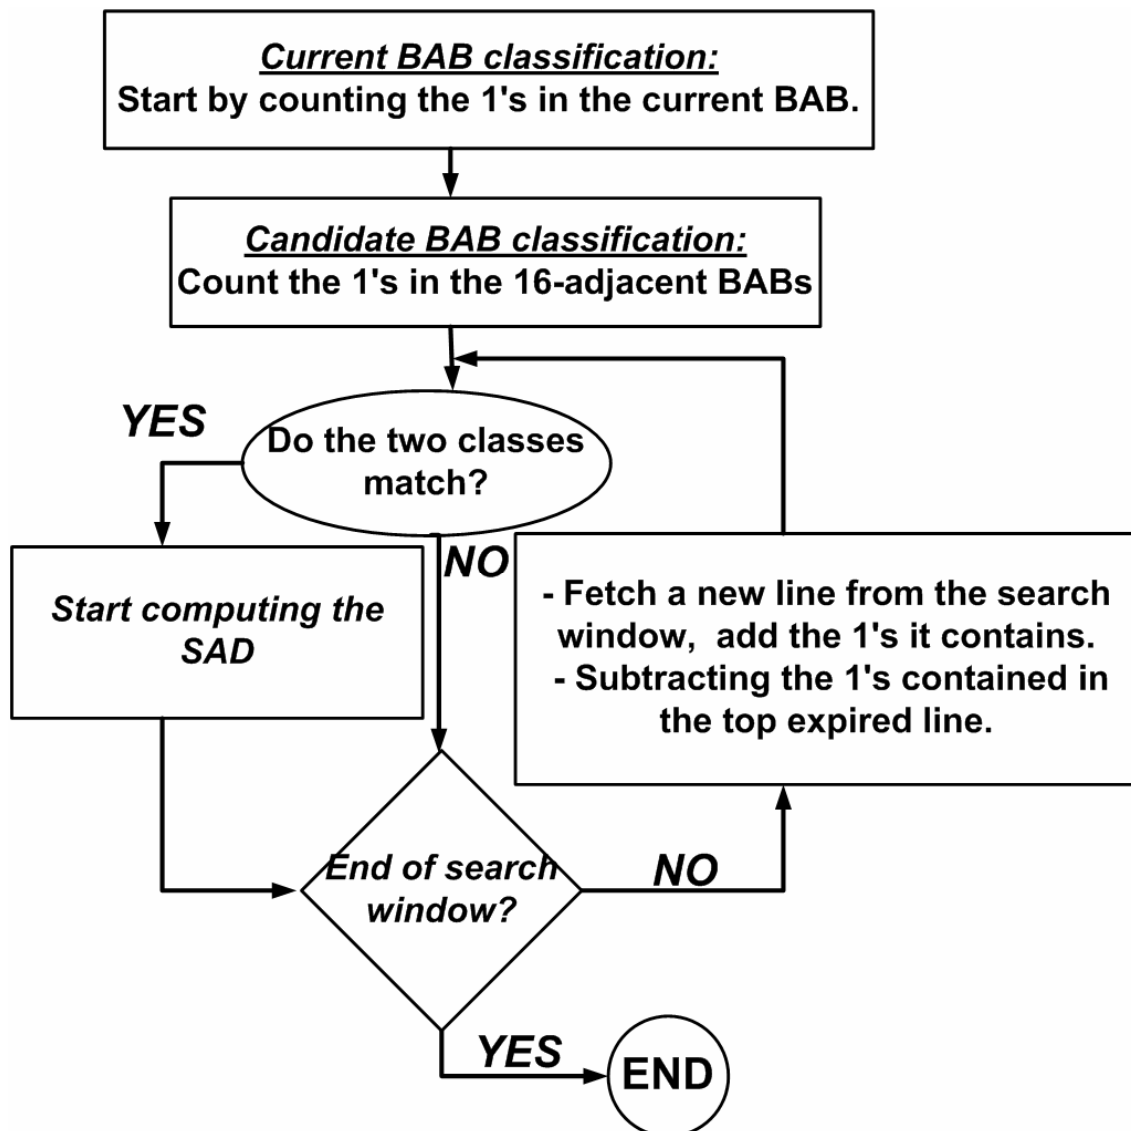 Current BAB classification:
Start by counting the 1's in the current BAB.
Candidate BAB classification:
Count the 1's in the 16-adjacent BABs
YES
Do the two classes
match?
NO
Start computing the
SAD
- Fetch a new line from the search
window, add the 1's it contains.
- Subtracting the 1's contained in
the top expired line.
End of search
window?
NO
YES
END